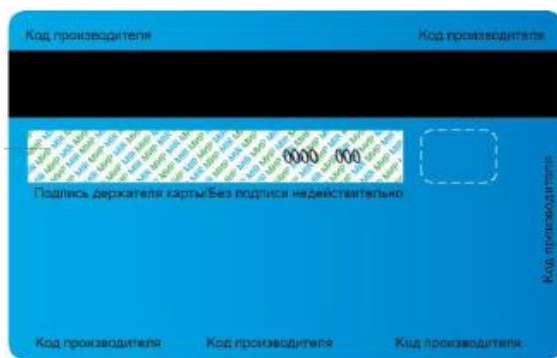 Код производителя
Код производителя
0000 000
Подпись держателя карты/Без подписи недействительно
Код производителя
Код производителя
Код производителя
Код производителя